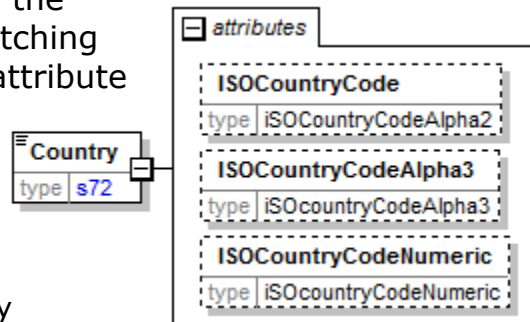 the
tching
attribute
attributes
ISOCountryCode
type iSOCountryCodeAlpha2
Country
type s72
ISOCountryCodeAlpha3
type iSOcountryCodeAlpha3
ISOCountryCodeNumeric
type iSOcountryCodeNumeric
y